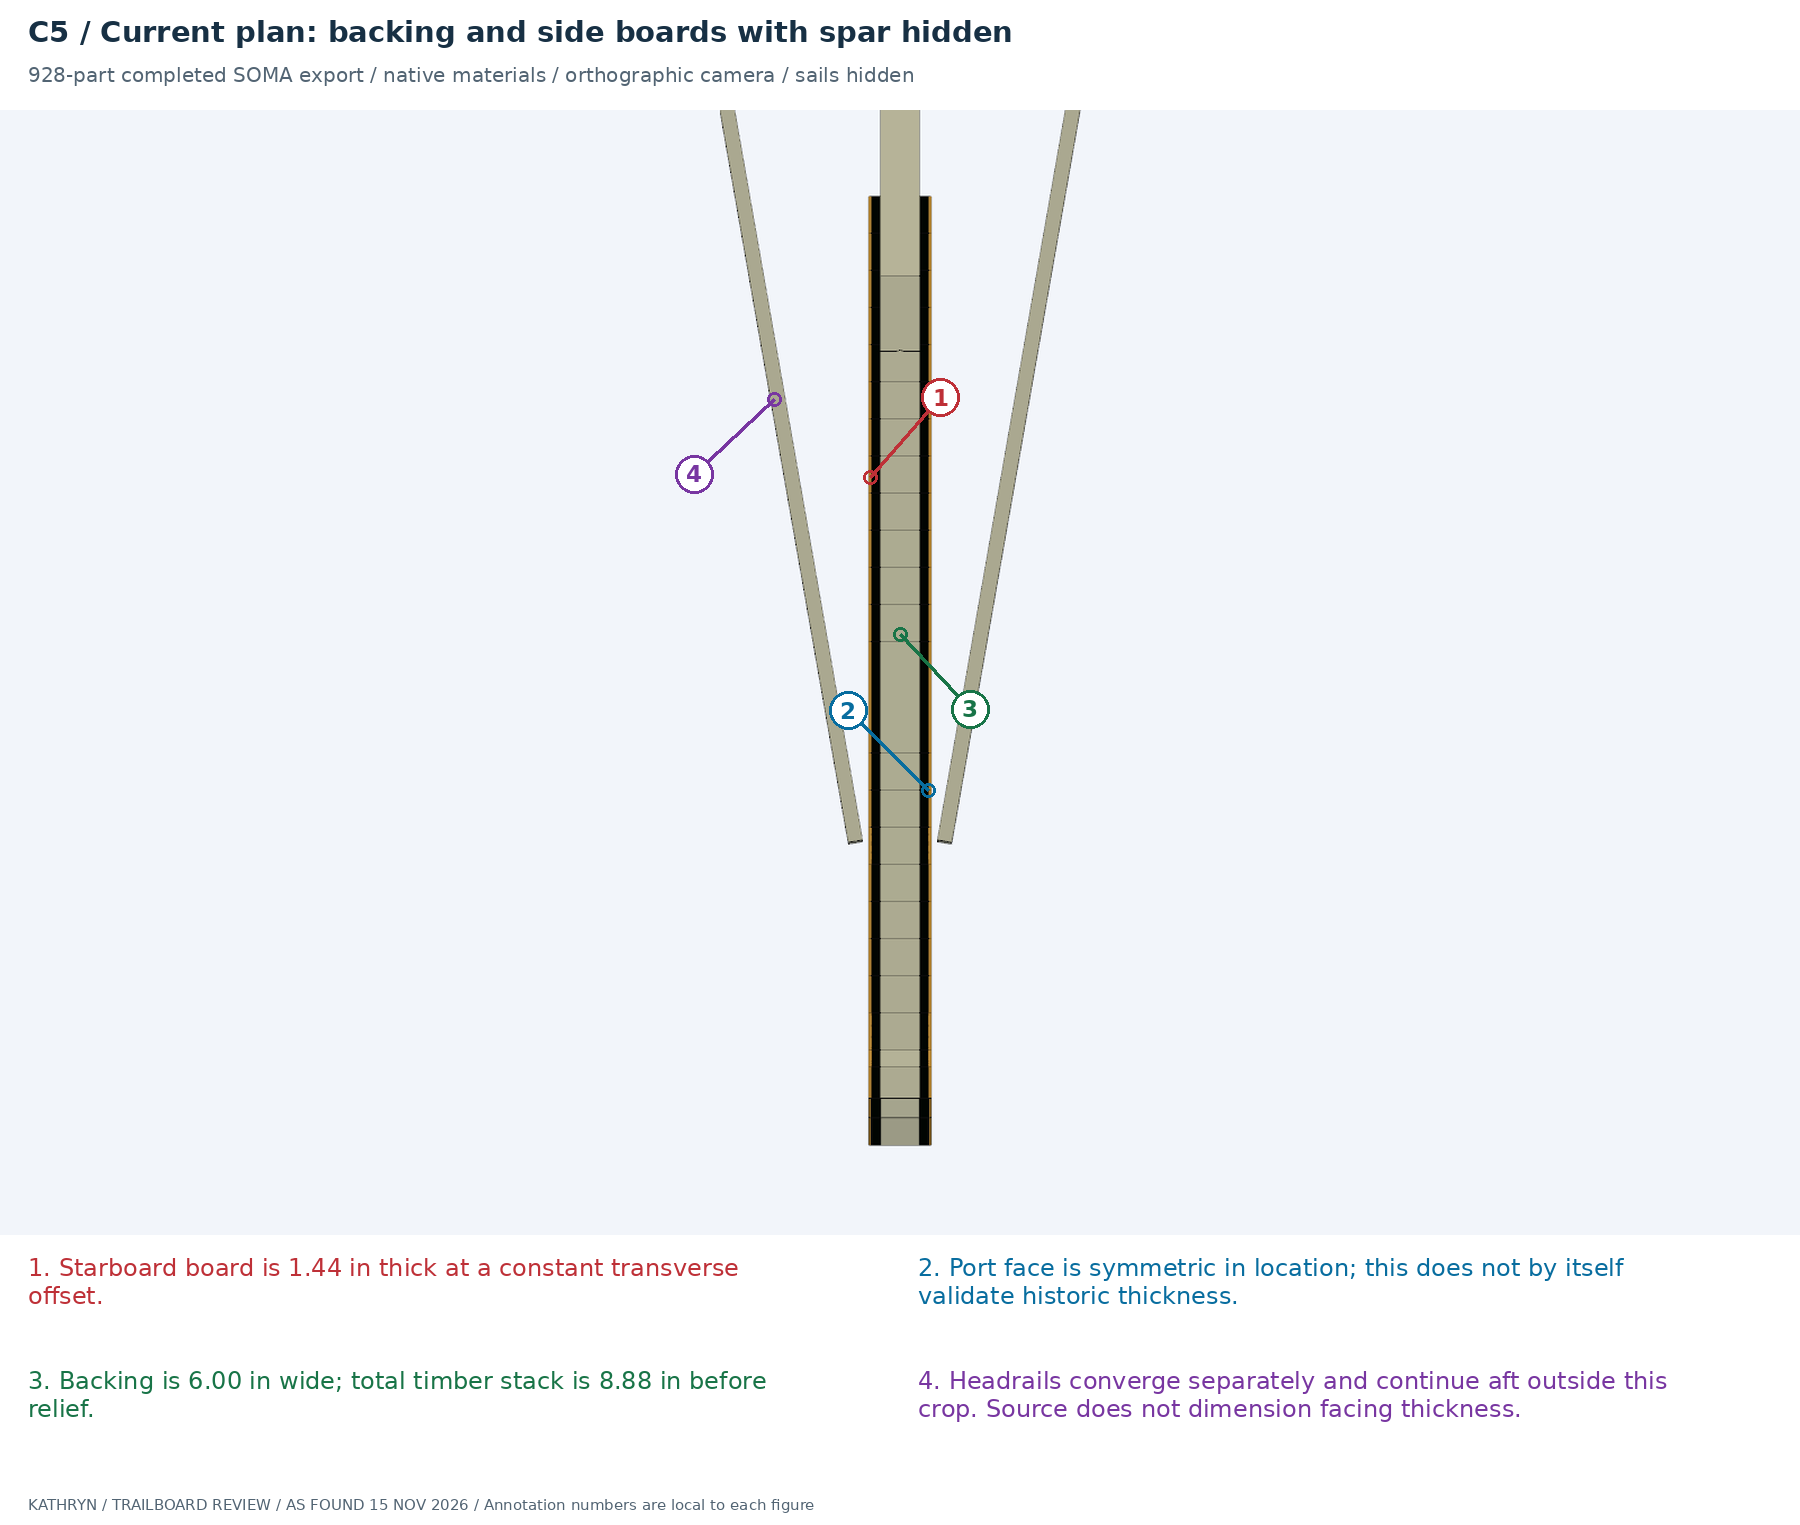 C5 / Current plan: backing and side boards with spar hidden
928-part completed SOMA export / native materials / orthographic camera / sails hidden
1
4
2
3
1. Starboard board is 1.44 in thick at a constant transverse
offset.
2. Port face is symmetric in location; this does not by itself
validate historic thickness.
3. Backing is 6.00 in wide; total timber stack is 8.88 in before
relief.
4. Headrails converge separately and continue aft outside this
crop. Source does not dimension facing thickness.
KATHRYN / TRAILBOARD REVIEW / AS FOUND 15 NOV 2026 / Annotation numbers are local to each figure